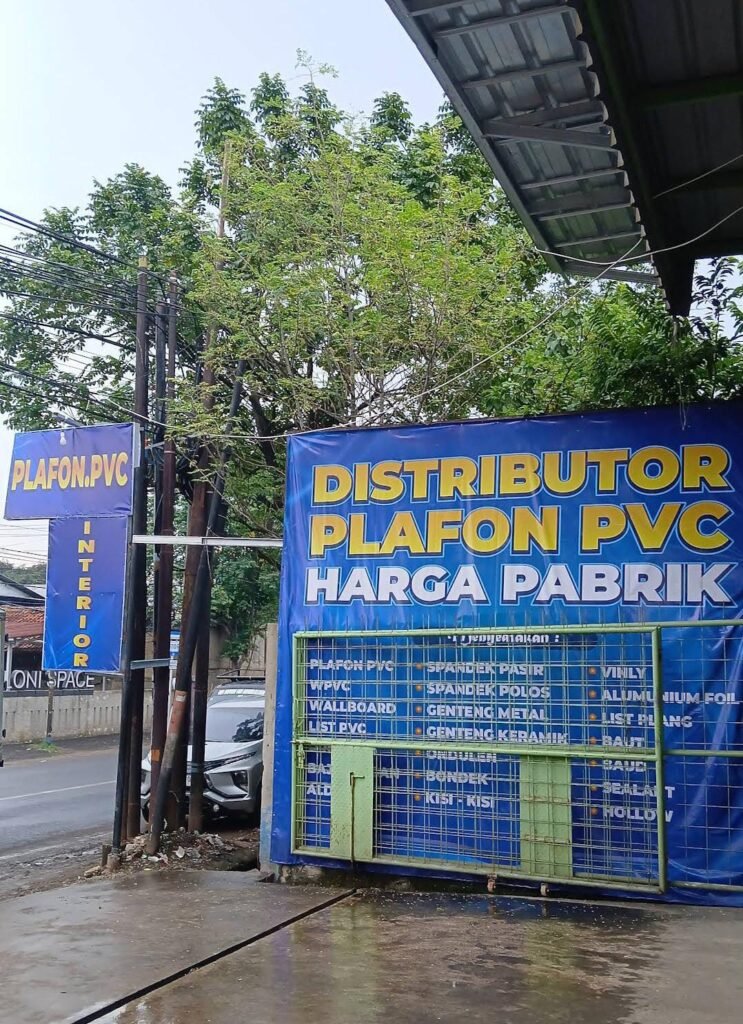 PLAFON.PVC
INTERIOR
ONI SPACE
DISTRIBUTOR
PLAFON PVC
HARGA PABRIK
PLAFON PVC
WPVC
WALLBOARD
LIST PVC
SPANDEK PASIR
SPANDEK POLOS
GENTENG METAL
GENTENG KERAMIK
ONDULEN
BONDEK
KISI - KISI
VINLY
ALUMUNIUM FOIL
LIST PLANG
BAUT
BAUD
SEALANT
HOLLOW